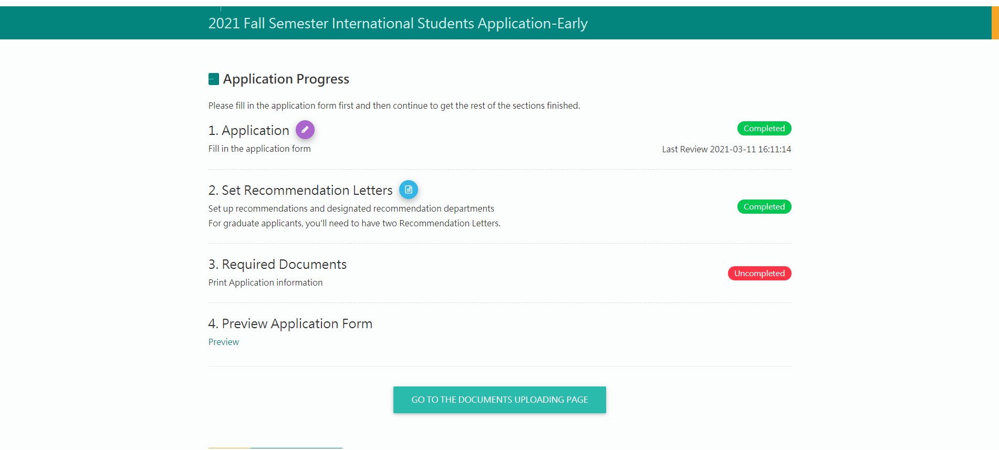 2021 Fall Semester International Students Application-Early
Application Progress
Please fill in the application form first and then continue to get the rest of the sections finished.
1. Application
Completed
Fill in the application form
Last Review 2021-03-11 16:11:14
2. Set Recommendation Letters
Set up recommendations and designated recommendation departments
Completed
For graduate applicants, you'll need to have two Recommendation Letters.
3. Required Documents
Uncompleted
Print Application information
4. Preview Application Form
Preview
GO TO THE DOCUMENTS UPLOADING PAGE